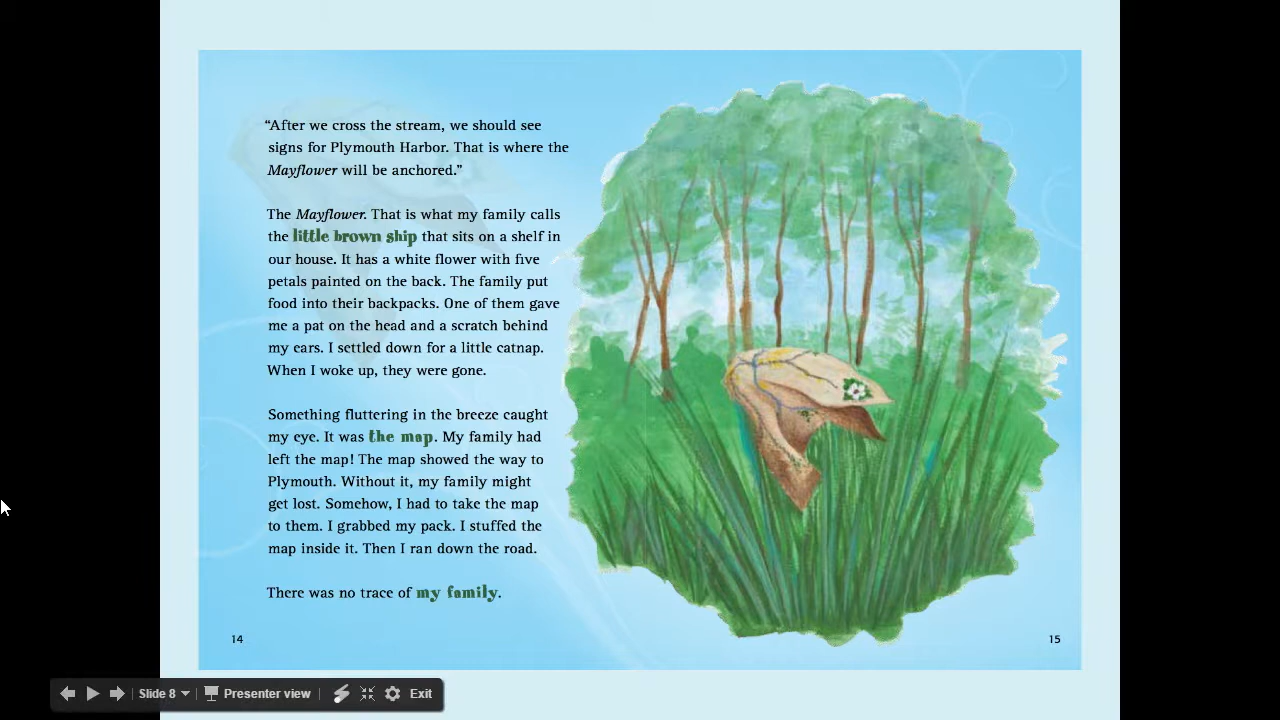 “After we cross the stream, we should see
signs for Plymouth Harbor. That is where the
Mayflower will be anchored.”
The Mayflower. That is what my family calls
the little brown ship that sits on a shelf in
our house. It has a white flower with five
petals painted on the back. The family put
food into their backpacks. One of them gave
me a pat on the head and a scratch behind
my ears. I settled down for a little catnap.
When I woke up, they were gone.
Something fluttering in the breeze caught
my eye. It was the map. My family had
left the map! The map showed the way to
Plymouth. Without it, my family might
get lost. Somehow, I had to take the map
to them. I grabbed my pack. I stuffed the
map inside it. Then I ran down the road.
There was no trace of my family.
14
15
Slide 8
Presenter view
Exit